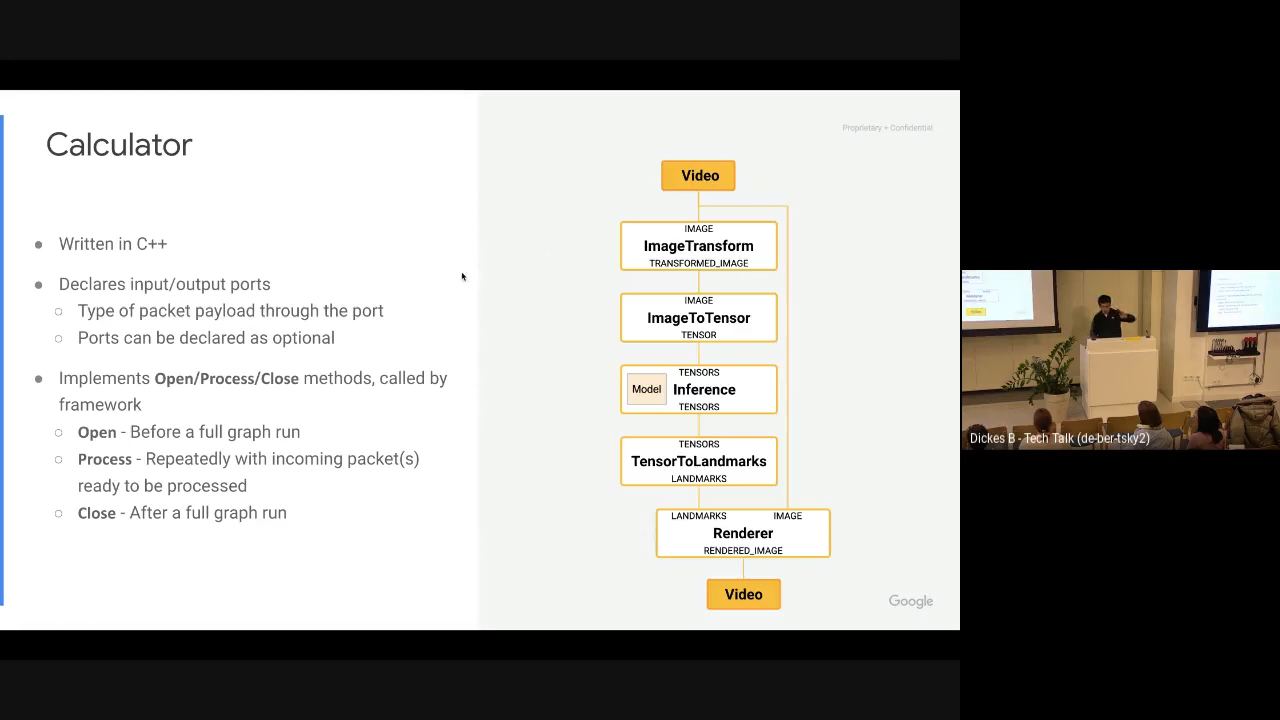 Calculator
Written in C++
Declares input/output ports
Type of packet payload through the port
Ports can be declared as optional
Implements Open/Process/Close methods, called by
framework
Open - Before a full graph run
Process - Repeatedly with incoming packet(s)
ready to be processed
Close - After a full graph run
Proprietary + Confidential
Video
IMAGE
ImageTransform
TRANSFORMED_IMAGE
IMAGE
ImageToTensor
TENSOR
TENSORS
Model Inference
TENSORS
TENSORS
TensorToLandmarks
LANDMARKS
LANDMARKS IMAGE
Renderer
RENDERED_IMAGE
Video
Google
Dickes B - Tech Talk (de-ber-tsky2)